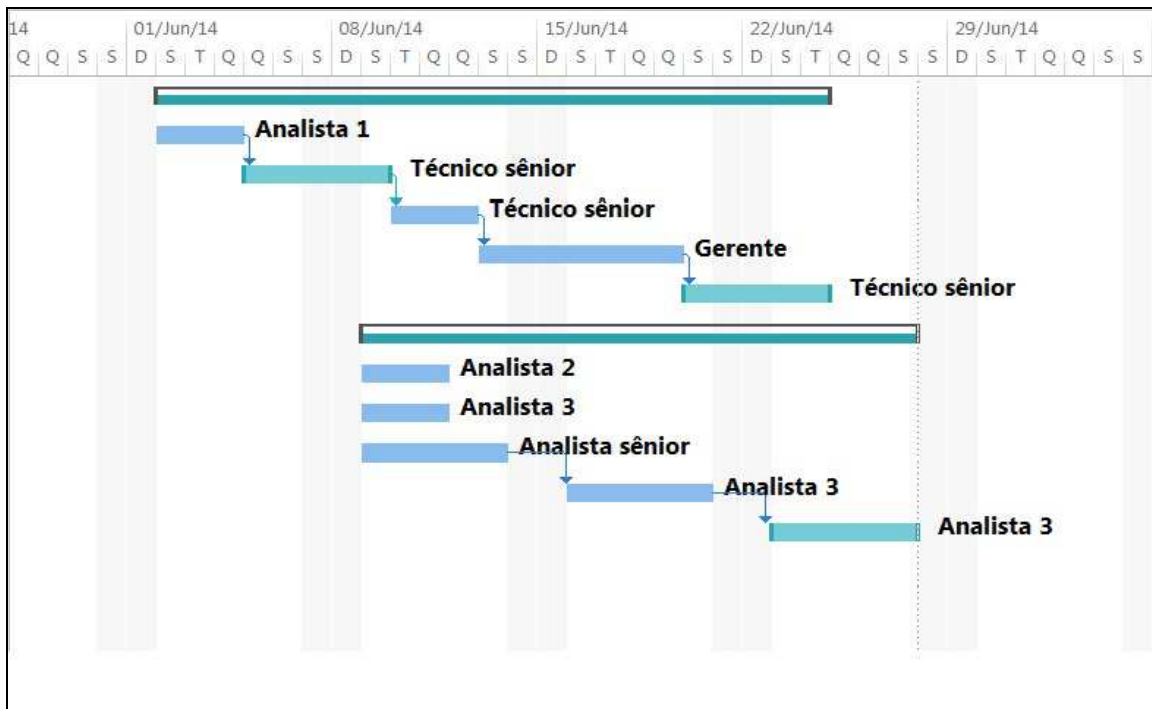 14 01/Jun/14 08/Jun/14 15/Jun/14 22/Jun/14 29/Jun/14
Q Q S S D S T Q Q S S D S T Q Q S S D S T Q Q S S D S T Q Q S S D S T Q Q S S
Analista 1
Técnico sênior
Técnico sênior
Gerente
Técnico sênior
Analista 2
Analista 3
Analista sênior
Analista 3
Analista 3